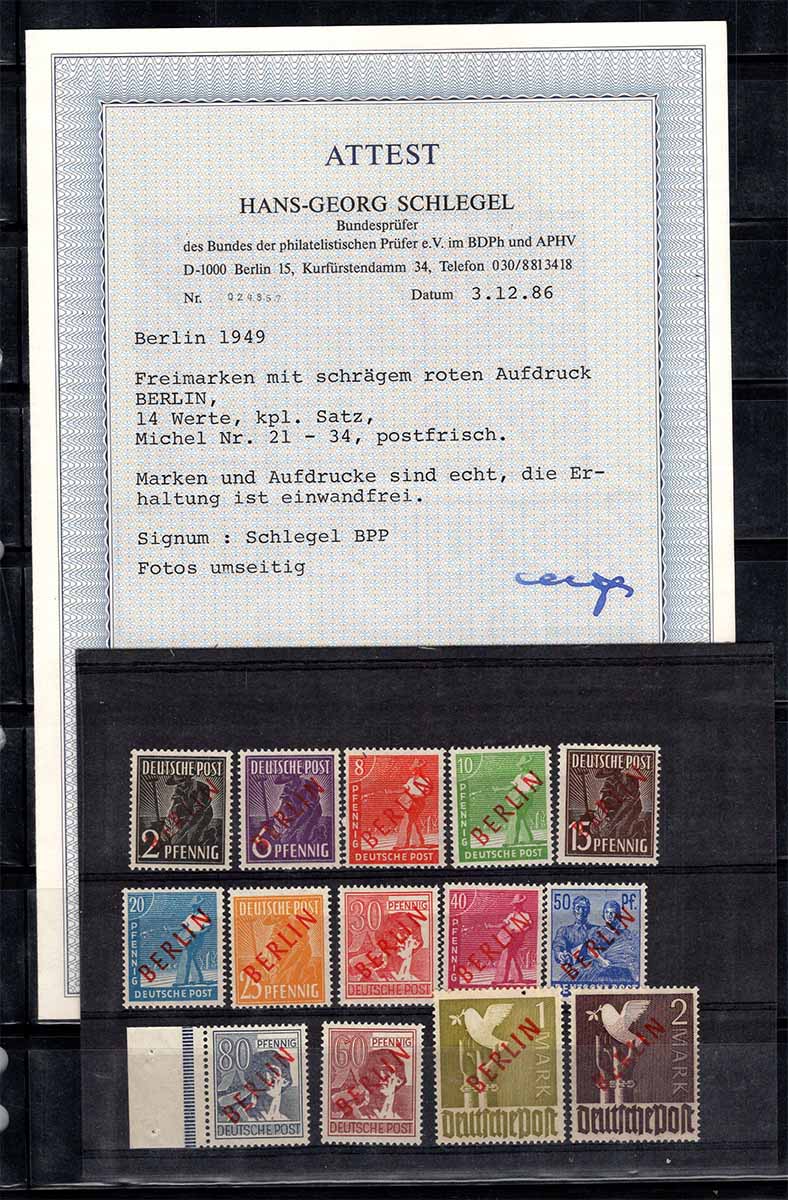 ATTEST
HANS-GEORG SCHLEGEL
Bundesprüfer
des Bundes der philatelistischen Prüfer e.V. im BDPh und APHV
D-1000 Berlin 15, Kurfürstendamm 34, Telefon 030/8813418
Nr. 024857 Datum 3.12.86
Berlin 1949
Freimarken mit schrägem roten Aufdruck
BERLIN,
14 Werte, kpl. Satz,
Michel Nr. 21 - 34, postfrisch.
Marken und Aufdrucke sind echt, die Er-
haltung ist einwandfrei.
Signum : Schlegel BPP
Fotos umseitig
DEUTSCHE POST
BERLIN
2 PFENNIG
DEUTSCHE POST
BERLIN
6 PFENNIG
8
PFENNIG
BERLIN
DEUTSCHE POST
10
PFENNIG
BERLIN
DEUTSCHE POST
DEUTSCHE POST
BERLIN
15 PFENNIG
20
PFENNIG
BERLIN
DEUTSCHE POST
DEUTSCHE POST
BERLIN
25 PFENNIG
30 PFENNIG
BERLIN
DEUTSCHE POST
40
PFENNIG
BERLIN
DEUTSCHE POST
50 Pf.
BERLIN
80 PFENNIG
BERLIN
DEUTSCHE POST
60 PFENNIG
BERLIN
DEUTSCHE POST
1
MARK
BERLIN
Deutsche Post
2
MARK
BERLIN
Deutsche Post